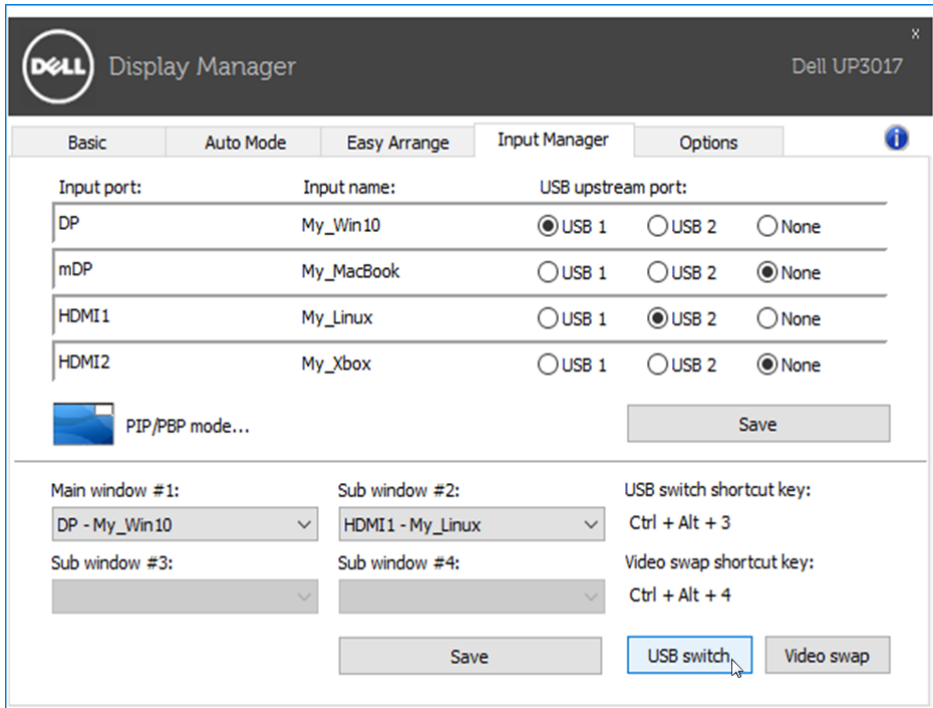 DELL Display Manager Dell UP3017 x
Basic Auto Mode Easy Arrange Input Manager Options i
Input port: Input name: USB upstream port:
DP My_Win10 USB 1 USB 2 None
mDP My_MacBook USB 1 USB 2 None
HDMI1 My_Linux USB 1 USB 2 None
HDMI2 My_Xbox USB 1 USB 2 None
PIP/PBP mode... Save
Main window #1: Sub window #2: USB switch shortcut key:
DP - My_Win10 HDMI1 - My_Linux Ctrl + Alt + 3
Sub window #3: Sub window #4: Video swap shortcut key:
Ctrl + Alt + 4
Save USB switch Video swap